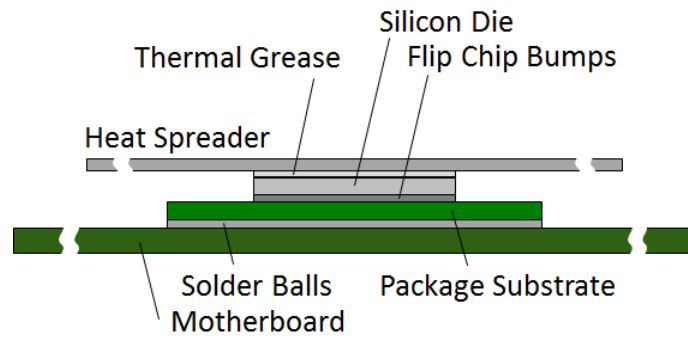 Silicon Die
Thermal Grease
Flip Chip Bumps
Heat Spreader
Solder Balls
Package Substrate
Motherboard